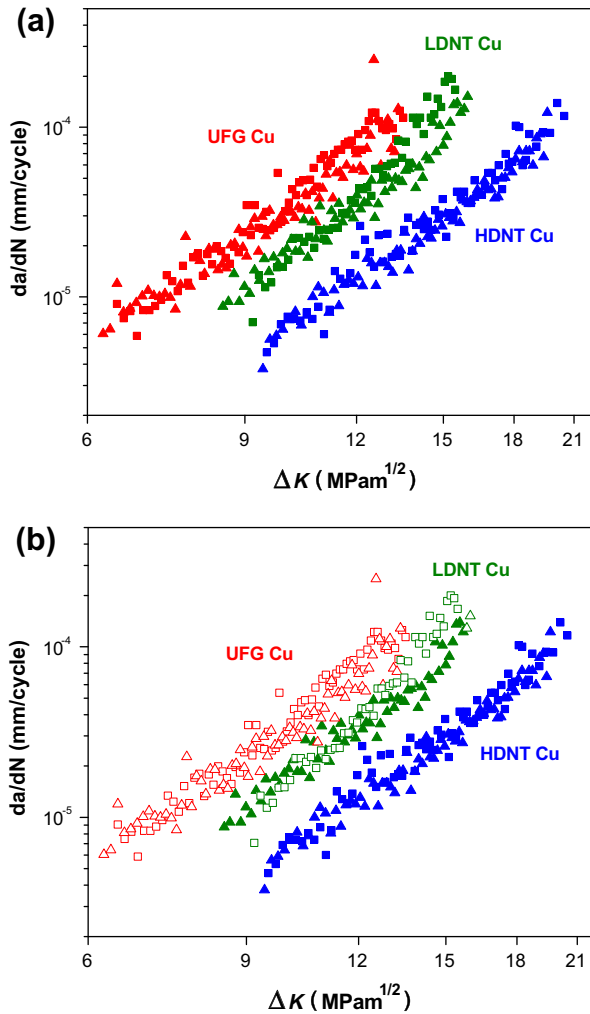 (a)
LDNT Cu
UFG Cu
HDNT Cu
da/dN (mm/cycle)
10⁻⁴
10⁻⁵
6 9 12 15 18 21
ΔK (MPam¹/²)
(b)
LDNT Cu
UFG Cu
HDNT Cu
da/dN (mm/cycle)
10⁻⁴
10⁻⁵
6 9 12 15 18 21
ΔK (MPam¹/²)